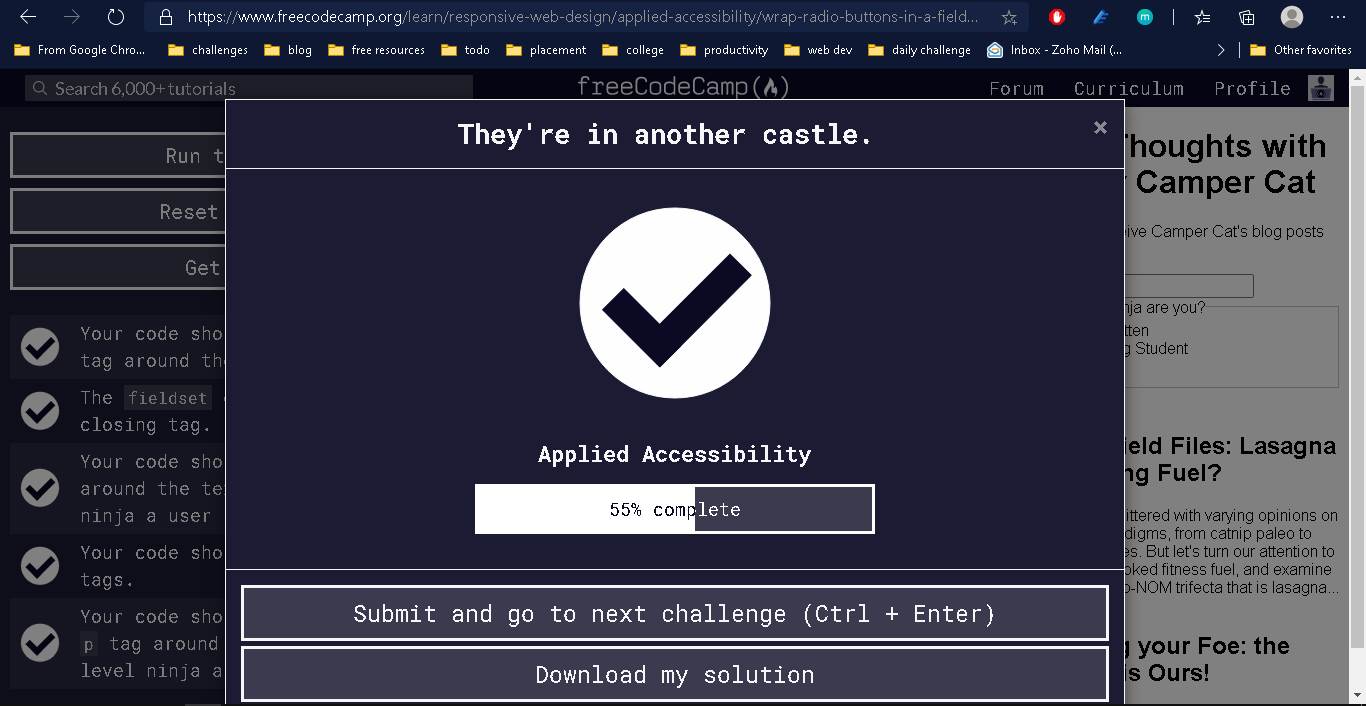 https://www.freecodecamp.org/learn/responsive-web-design/applied-accessibility/wrap-radio-buttons-in-a-field...
From Google Chro... challenges blog free resources todo placement college productivity web dev daily challenge Inbox - Zoho Mail (... Other favorites
Search 6,000+ tutorials
freeCodeCamp(🔥)
Forum Curriculum Profile
They're in another castle.
×
Run t
Reset
Get
Your code sho
tag around the
The fieldset
closing tag.
Your code sho
around the te
ninja a user
Your code sho
tags.
Your code sho
p tag around
level ninja a
Applied Accessibility
55% complete
Submit and go to next challenge (Ctrl + Enter)
Download my solution
Thoughts with
Camper Cat
ive Camper Cat's blog posts
nja are you?
tten
g Student
ield Files: Lasagna
ng Fuel?
ittered with varying opinions on
digms, from catnip paleo to
es. But let's turn our attention to
oked fitness fuel, and examine
o-NOM trifecta that is lasagna...
g your Foe: the
is Ours!